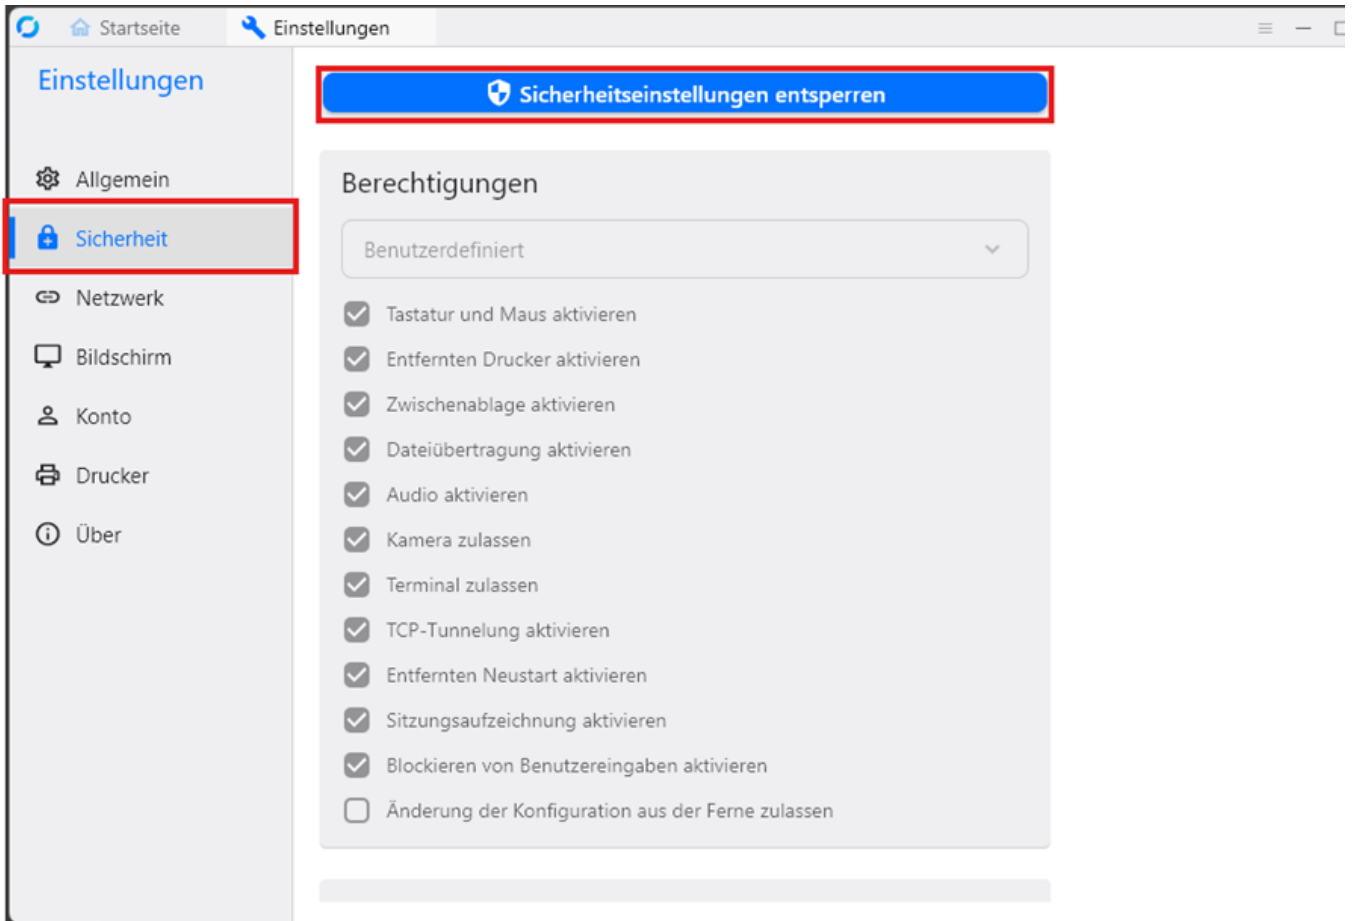 Startseite
Einstellungen
Einstellungen
Allgemein
Sicherheit
Netzwerk
Bildschirm
Konto
Drucker
Über
Sicherheitseinstellungen entsperren
Berechtigungen
Benutzerdefiniert
Tastatur und Maus aktivieren
Entfernten Drucker aktivieren
Zwischenablage aktivieren
Dateiübertragung aktivieren
Audio aktivieren
Kamera zulassen
Terminal zulassen
TCP-Tunnelung aktivieren
Entfernten Neustart aktivieren
Sitzungsaufzeichnung aktivieren
Blockieren von Benutzereingaben aktivieren
Änderung der Konfiguration aus der Ferne zulassen